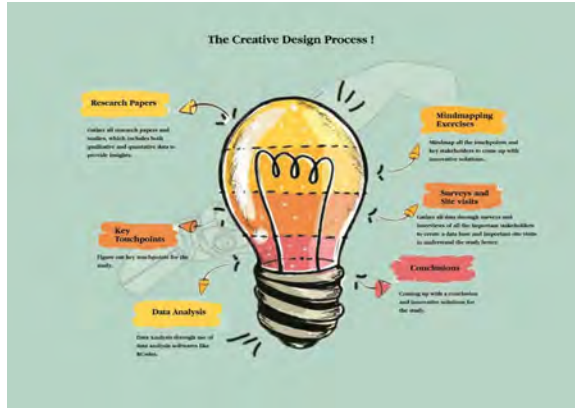 The Creative Design Process !
Research Papers
Gather all research papers and
studies, which includes both
qualitative and quantative data to
provide insights.
Mindmapping
Exercises
Mindmap all the touchpoints and
key stakeholders to come up with
innovative solutions.
Surveys and
Site visits
Gather all data through surveys and
interviews of all the important stakeholders
to create a data base and important site visits
to understand the study better.
Key
Touchpoints
Figure out key touchpoints for the
study.
Conclusions
Coming up with a conclusion
and innovative solutions for
the study.
Data Analysis
Data Analysis through use of
data analysis softwares like